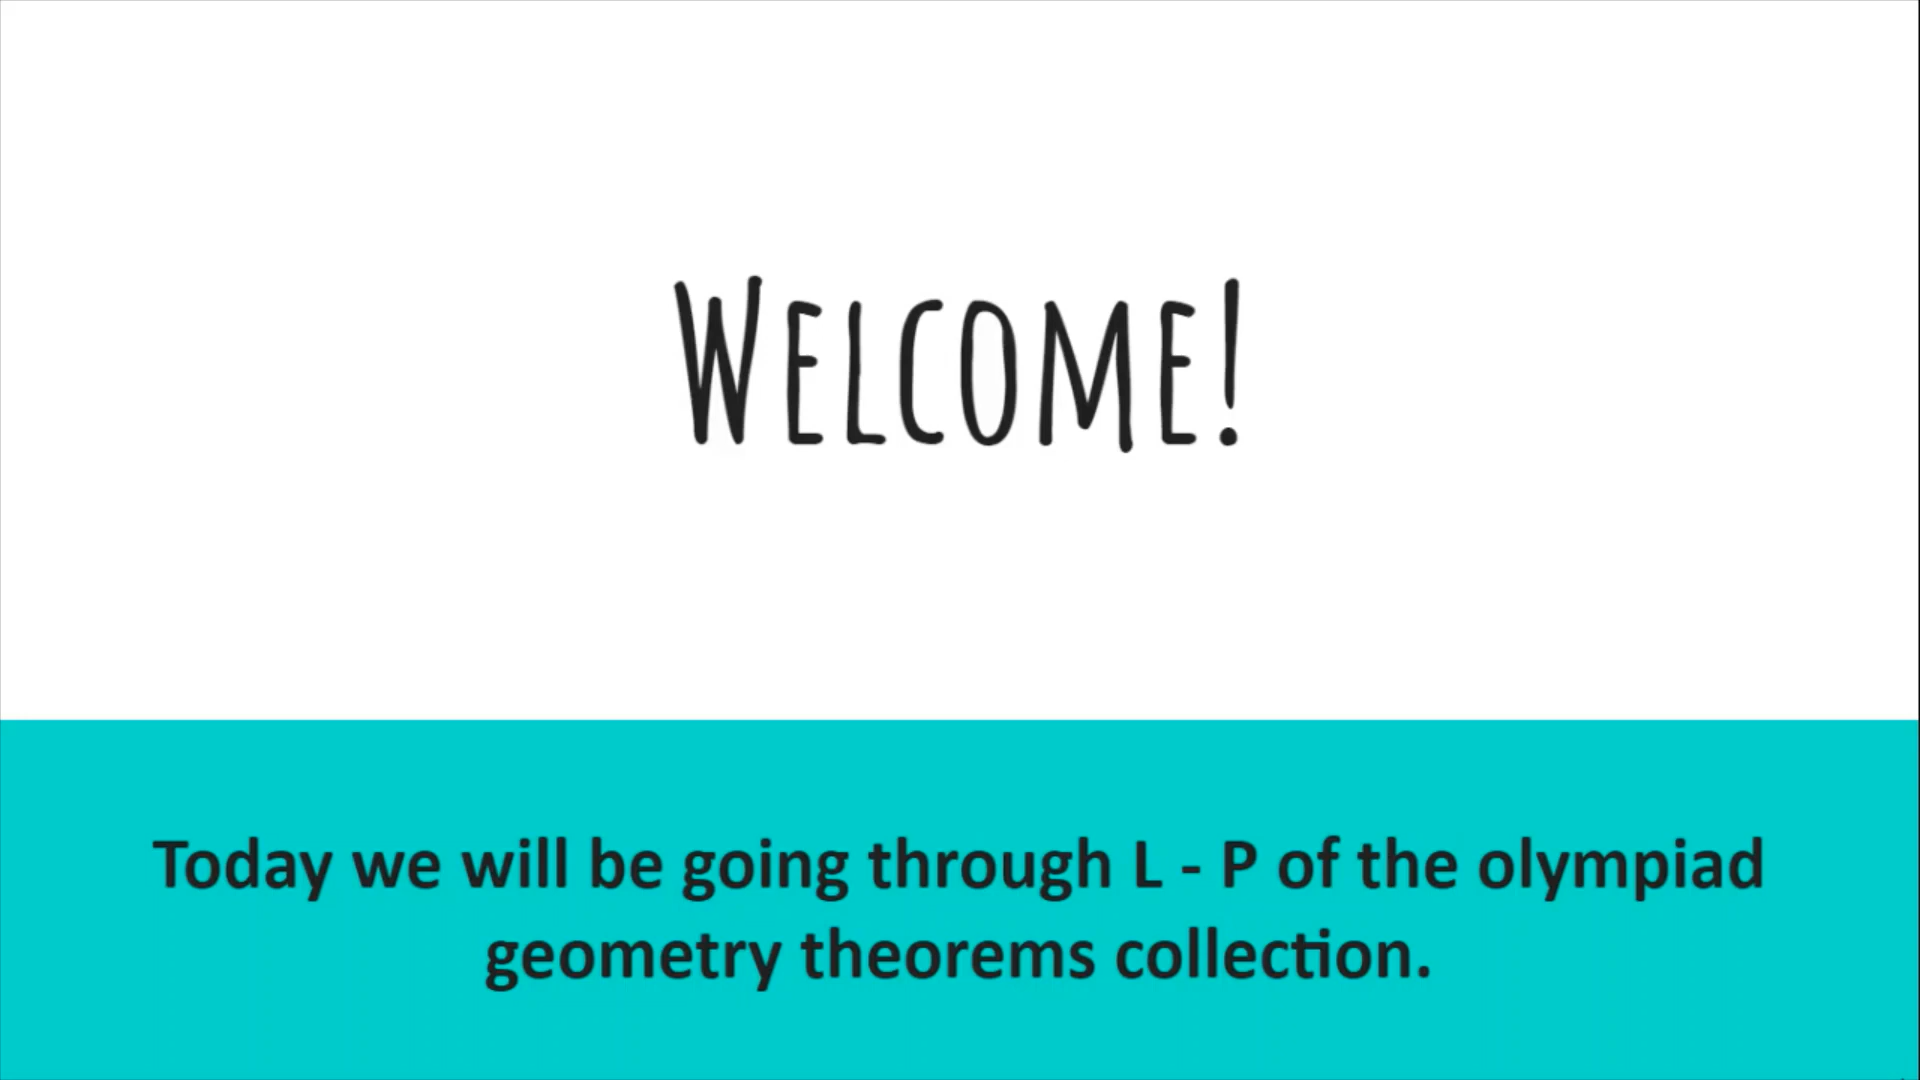 WELCOME!
Today we will be going through L - P of the olympiad
geometry theorems collection.